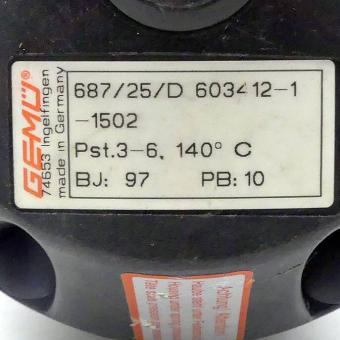 GEMÜ®
74653 Ingelfingen
made in Germany
687/25/D 603412-1
-1502
Pst.3-6, 140° C
BJ: 97 PB: 10
Achtung